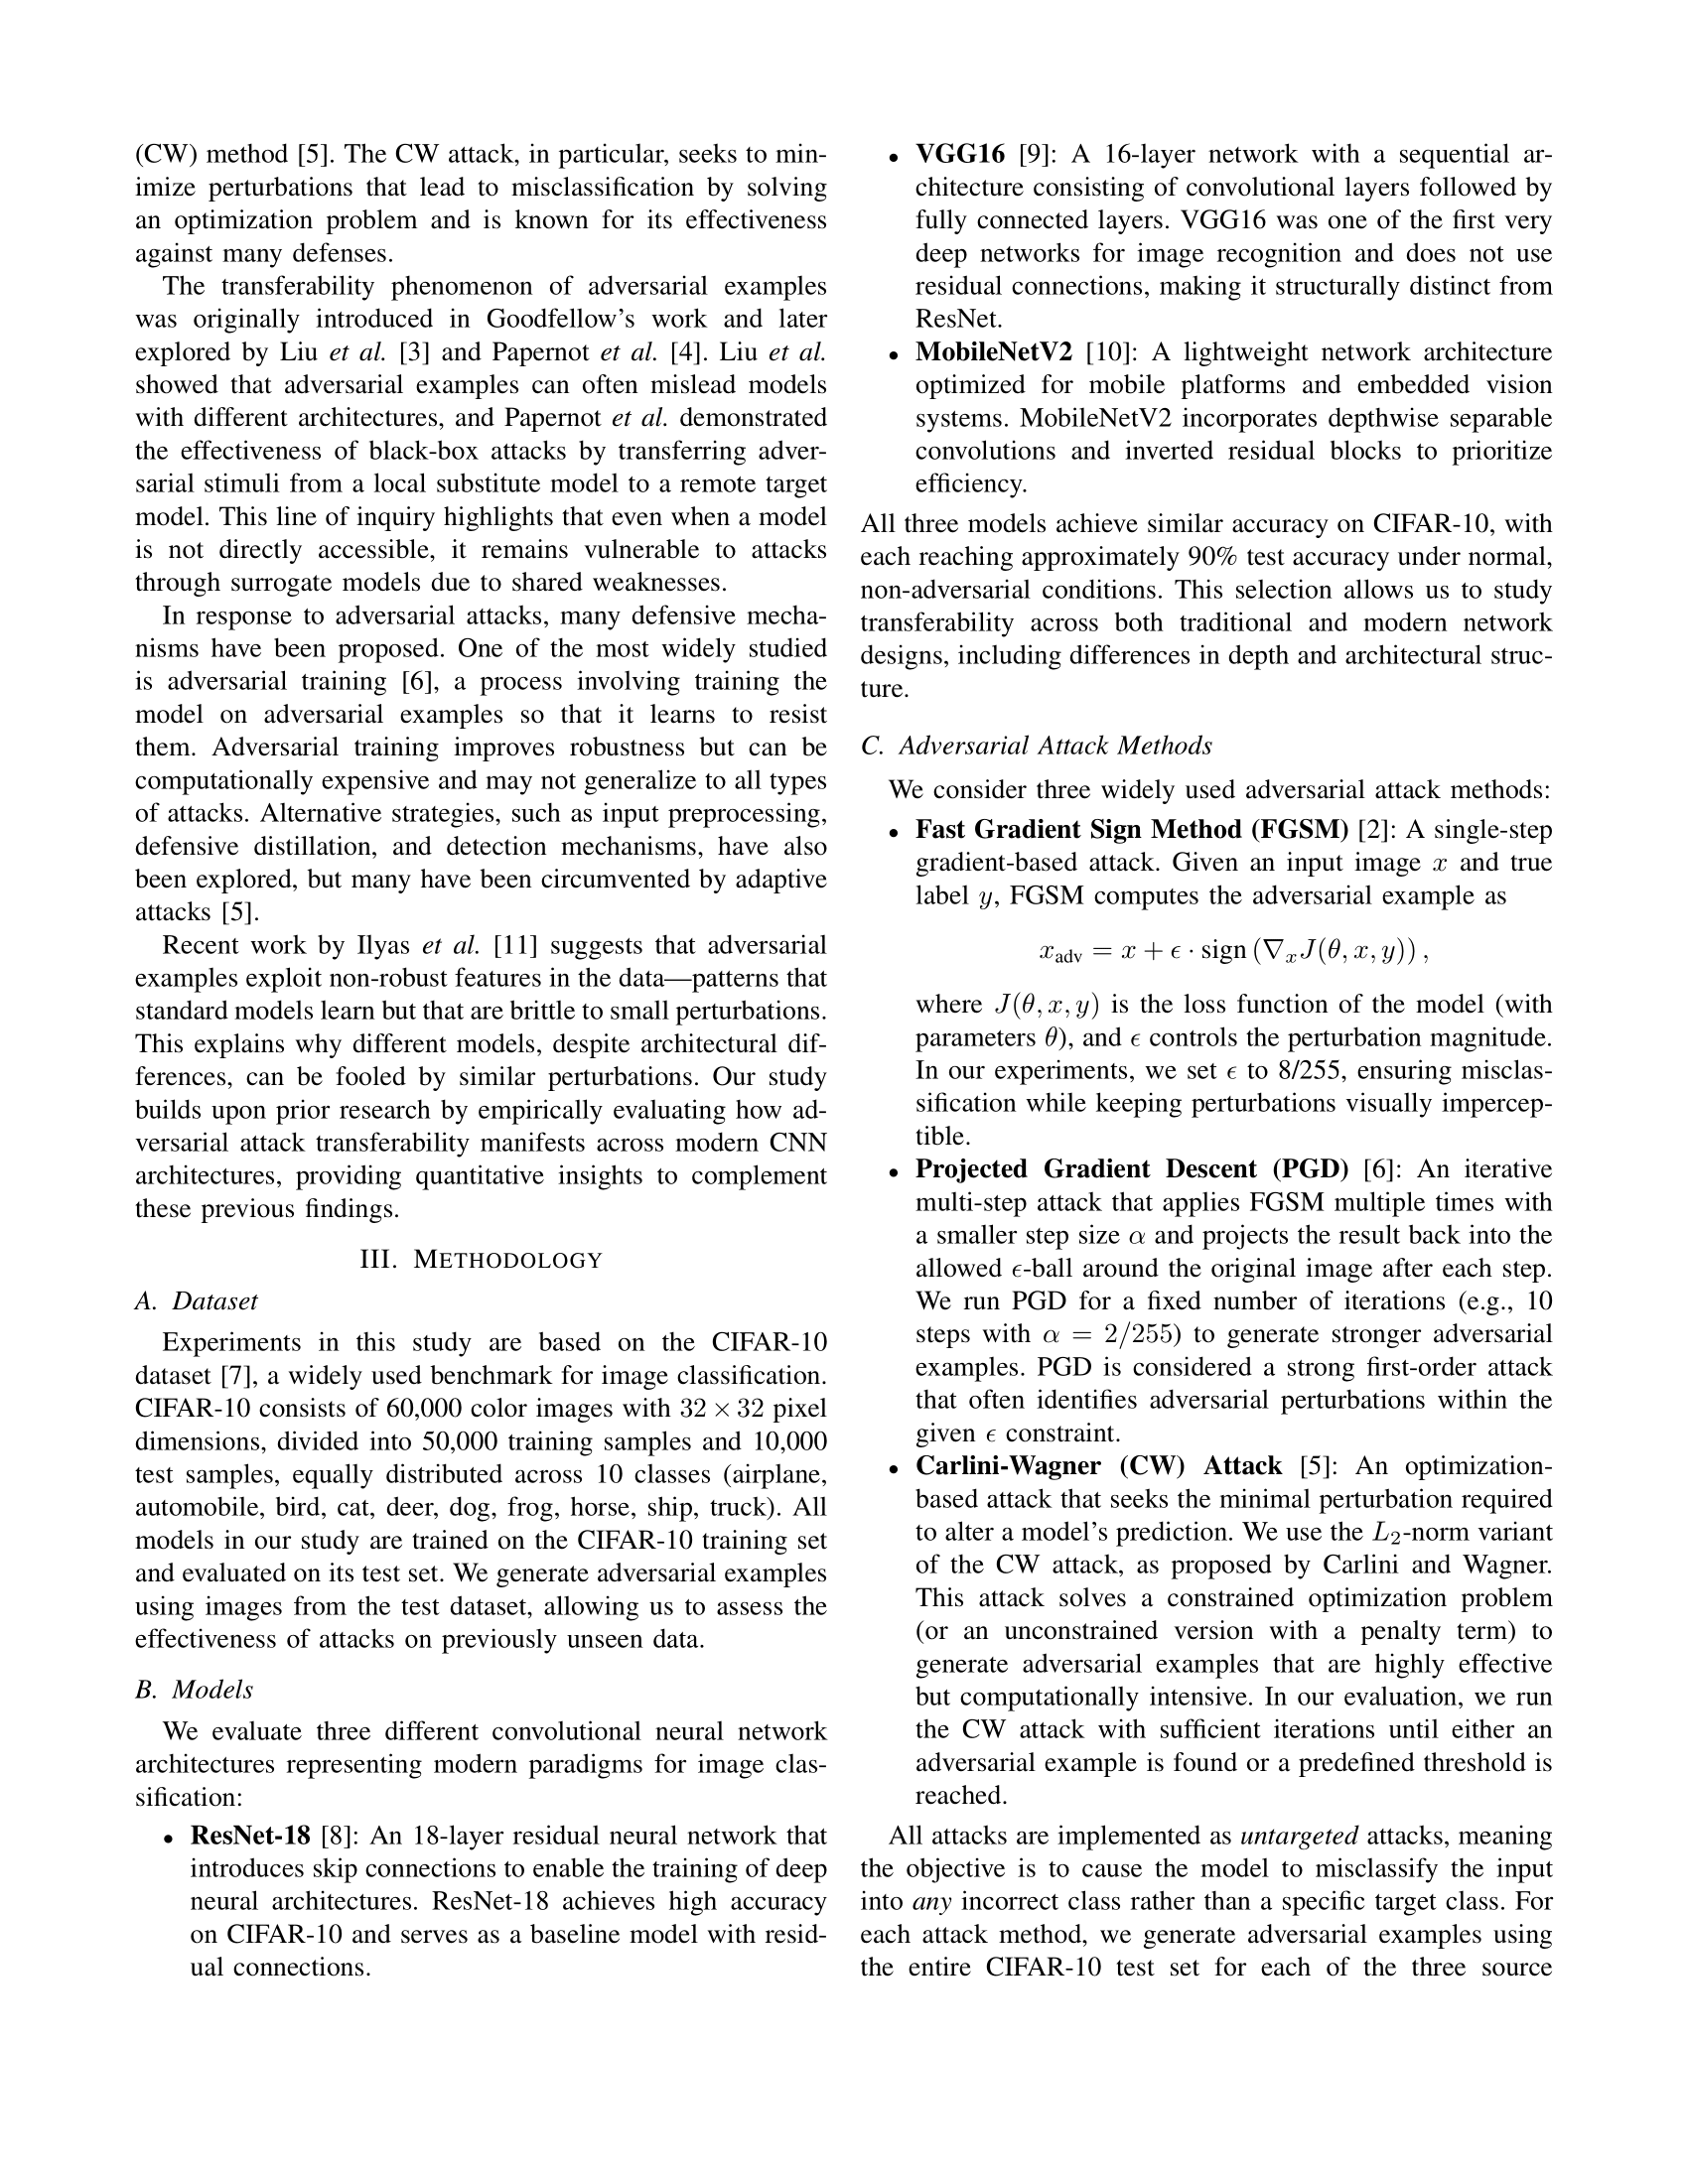 (CW) method [5]. The CW attack, in particular, seeks to min-
imize perturbations that lead to misclassification by solving
an optimization problem and is known for its effectiveness
against many defenses.
The transferability phenomenon of adversarial examples
was originally introduced in Goodfellow's work and later
explored by Liu et al. [3] and Papernot et al. [4]. Liu et al.
showed that adversarial examples can often mislead models
with different architectures, and Papernot et al. demonstrated
the effectiveness of black-box attacks by transferring adver-
sarial stimuli from a local substitute model to a remote target
model. This line of inquiry highlights that even when a model
is not directly accessible, it remains vulnerable to attacks
through surrogate models due to shared weaknesses.
In response to adversarial attacks, many defensive mecha-
nisms have been proposed. One of the most widely studied
is adversarial training [6], a process involving training the
model on adversarial examples so that it learns to resist
them. Adversarial training improves robustness but can be
computationally expensive and may not generalize to all types
of attacks. Alternative strategies, such as input preprocessing,
defensive distillation, and detection mechanisms, have also
been explored, but many have been circumvented by adaptive
attacks [5].
Recent work by Ilyas et al. [11] suggests that adversarial
examples exploit non-robust features in the data—patterns that
standard models learn but that are brittle to small perturbations.
This explains why different models, despite architectural dif-
ferences, can be fooled by similar perturbations. Our study
builds upon prior research by empirically evaluating how ad-
versarial attack transferability manifests across modern CNN
architectures, providing quantitative insights to complement
these previous findings.
III. METHODOLOGY
A. Dataset
Experiments in this study are based on the CIFAR-10
dataset [7], a widely used benchmark for image classification.
CIFAR-10 consists of 60,000 color images with 32 × 32 pixel
dimensions, divided into 50,000 training samples and 10,000
test samples, equally distributed across 10 classes (airplane,
automobile, bird, cat, deer, dog, frog, horse, ship, truck). All
models in our study are trained on the CIFAR-10 training set
and evaluated on its test set. We generate adversarial examples
using images from the test dataset, allowing us to assess the
effectiveness of attacks on previously unseen data.
B. Models
We evaluate three different convolutional neural network
architectures representing modern paradigms for image clas-
sification:
• ResNet-18 [8]: An 18-layer residual neural network that
introduces skip connections to enable the training of deep
neural architectures. ResNet-18 achieves high accuracy
on CIFAR-10 and serves as a baseline model with resid-
ual connections.
• VGG16 [9]: A 16-layer network with a sequential ar-
chitecture consisting of convolutional layers followed by
fully connected layers. VGG16 was one of the first very
deep networks for image recognition and does not use
residual connections, making it structurally distinct from
ResNet.
• MobileNetV2 [10]: A lightweight network architecture
optimized for mobile platforms and embedded vision
systems. MobileNetV2 incorporates depthwise separable
convolutions and inverted residual blocks to prioritize
efficiency.
All three models achieve similar accuracy on CIFAR-10, with
each reaching approximately 90% test accuracy under normal,
non-adversarial conditions. This selection allows us to study
transferability across both traditional and modern network
designs, including differences in depth and architectural struc-
ture.
C. Adversarial Attack Methods
We consider three widely used adversarial attack methods:
• Fast Gradient Sign Method (FGSM) [2]: A single-step
gradient-based attack. Given an input image x and true
label y, FGSM computes the adversarial example as
x_adv = x + ϵ · sign (∇_x J(θ, x, y)) ,
where J(θ, x, y) is the loss function of the model (with
parameters θ), and ϵ controls the perturbation magnitude.
In our experiments, we set ϵ to 8/255, ensuring misclas-
sification while keeping perturbations visually impercep-
tible.
• Projected Gradient Descent (PGD) [6]: An iterative
multi-step attack that applies FGSM multiple times with
a smaller step size α and projects the result back into the
allowed ϵ-ball around the original image after each step.
We run PGD for a fixed number of iterations (e.g., 10
steps with α = 2/255) to generate stronger adversarial
examples. PGD is considered a strong first-order attack
that often identifies adversarial perturbations within the
given ϵ constraint.
• Carlini-Wagner (CW) Attack [5]: An optimization-
based attack that seeks the minimal perturbation required
to alter a model's prediction. We use the L₂-norm variant
of the CW attack, as proposed by Carlini and Wagner.
This attack solves a constrained optimization problem
(or an unconstrained version with a penalty term) to
generate adversarial examples that are highly effective
but computationally intensive. In our evaluation, we run
the CW attack with sufficient iterations until either an
adversarial example is found or a predefined threshold is
reached.
All attacks are implemented as untargeted attacks, meaning
the objective is to cause the model to misclassify the input
into any incorrect class rather than a specific target class. For
each attack method, we generate adversarial examples using
the entire CIFAR-10 test set for each of the three source